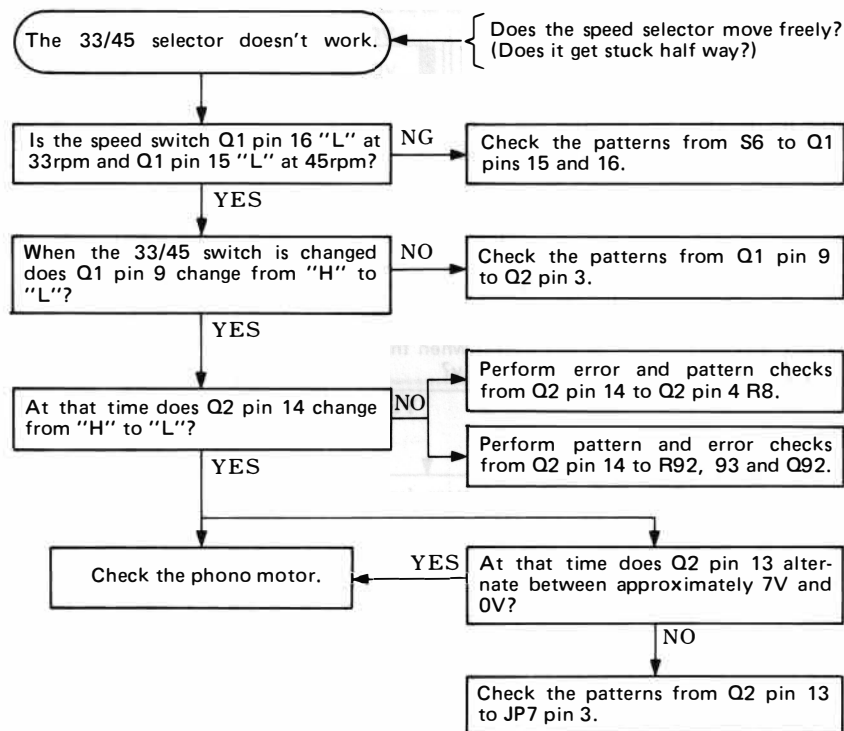 The 33/45 selector doesn't work.
Does the speed selector move freely?
(Does it get stuck half way?)
Is the speed switch Q1 pin 16 "L" at
33rpm and Q1 pin 15 "L" at 45rpm?
NG
Check the patterns from S6 to Q1
pins 15 and 16.
YES
When the 33/45 switch is changed
does Q1 pin 9 change from "H" to
"L"?
NO
Check the patterns from Q1 pin 9
to Q2 pin 3.
YES
At that time does Q2 pin 14 change
from "H" to "L"?
NO
Perform error and pattern checks
from Q2 pin 14 to Q2 pin 4 R8.
Perform pattern and error checks
from Q2 pin 14 to R92, 93 and Q92.
YES
Check the phono motor.
YES
At that time does Q2 pin 13 alter-
nate between approximately 7V and
0V?
NO
Check the patterns from Q2 pin 13
to JP7 pin 3.